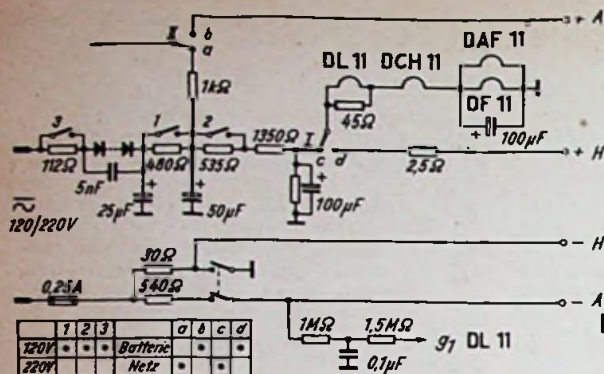 + A
II b
a
DL 11 DCH 11 DAF 11
DF 11
1kΩ
45Ω
+ 100µF
3 1 2 1350Ω I
c d
+ H
112Ω 480Ω 535Ω
2,5Ω
5nF
+ +
+
25µF 50µF 100µF
120/220V
30Ω
– H
0,25A 540Ω
– A
1MΩ 1,5MΩ
g1 DL 11
0,1µF
1 2 3 a b c d
120V • • • Batterie • •
220V Netz • •